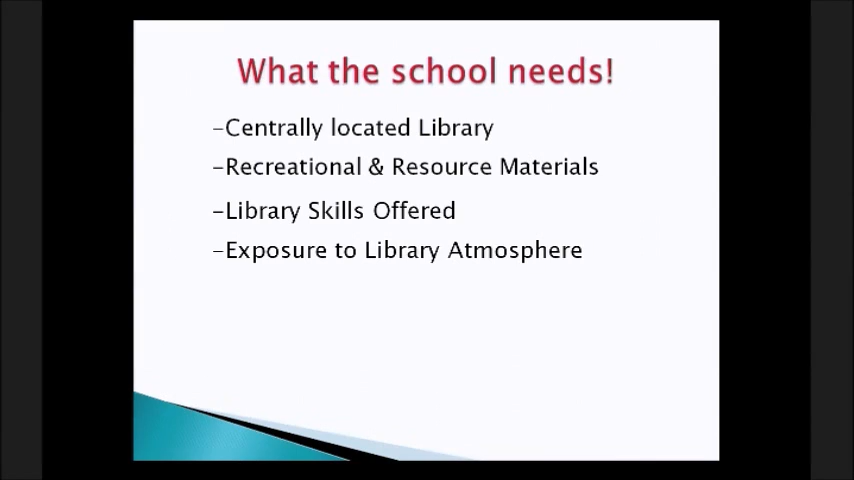 What the school needs!
-Centrally located Library
-Recreational & Resource Materials
-Library Skills Offered
-Exposure to Library Atmosphere